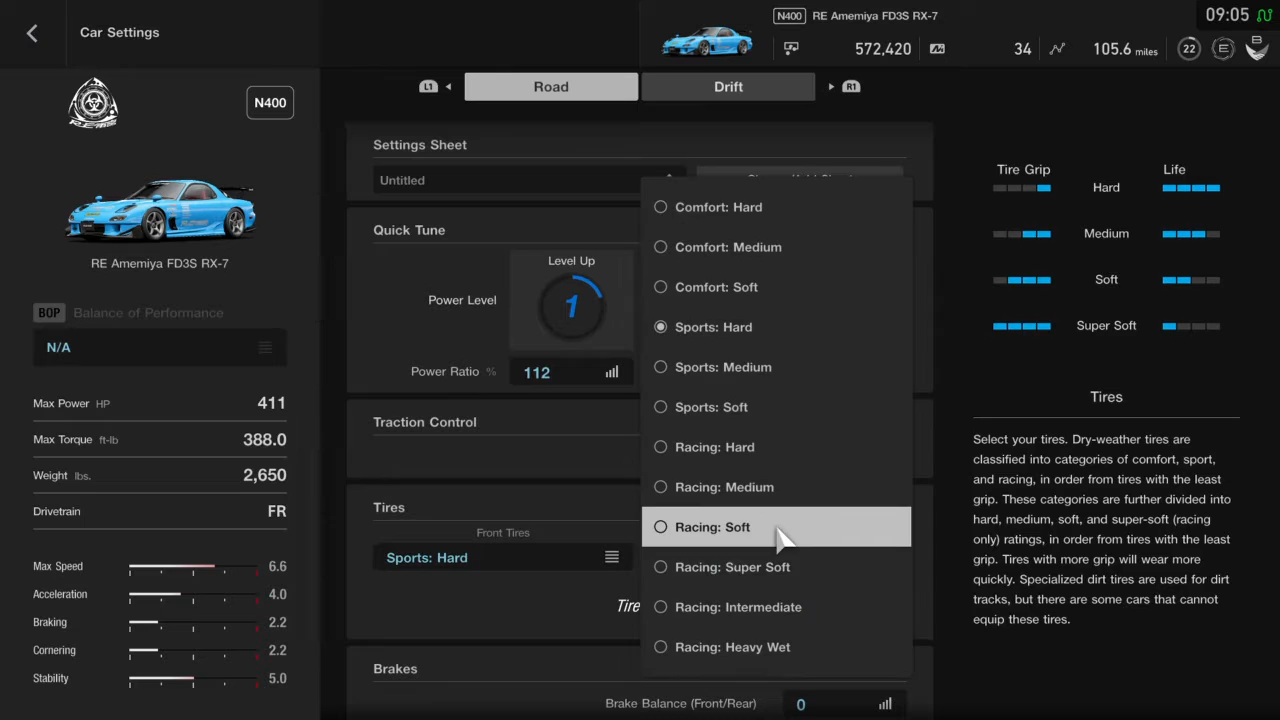 Car Settings
N400 RE Amemiya FD3S RX-7
572,420 34 105.6 miles 22 E B
09:05
L1 Road Drift R1
N400
RE Amemiya FD3S RX-7
BOP Balance of Performance
N/A
Max Power HP 411
Max Torque ft-lb 388.0
Weight lbs. 2,650
Drivetrain FR
Max Speed 6.6
Acceleration 4.0
Braking 2.2
Cornering 2.2
Stability 5.0
Settings Sheet
Untitled
Quick Tune
Level Up
Power Level 1
Power Ratio % 112
Traction Control
Tires
Front Tires
Sports: Hard
Tire
Brakes
Brake Balance (Front/Rear) 0
Comfort: Hard
Comfort: Medium
Comfort: Soft
Sports: Hard
Sports: Medium
Sports: Soft
Racing: Hard
Racing: Medium
Racing: Soft
Racing: Super Soft
Racing: Intermediate
Racing: Heavy Wet
Tire Grip Life
Hard
Medium
Soft
Super Soft
Tires
Select your tires. Dry-weather tires are
classified into categories of comfort, sport,
and racing, in order from tires with the least
grip. These categories are further divided into
hard, medium, soft, and super-soft (racing
only) ratings, in order from tires with the least
grip. Tires with more grip will wear more
quickly. Specialized dirt tires are used for dirt
tracks, but there are some cars that cannot
equip these tires.